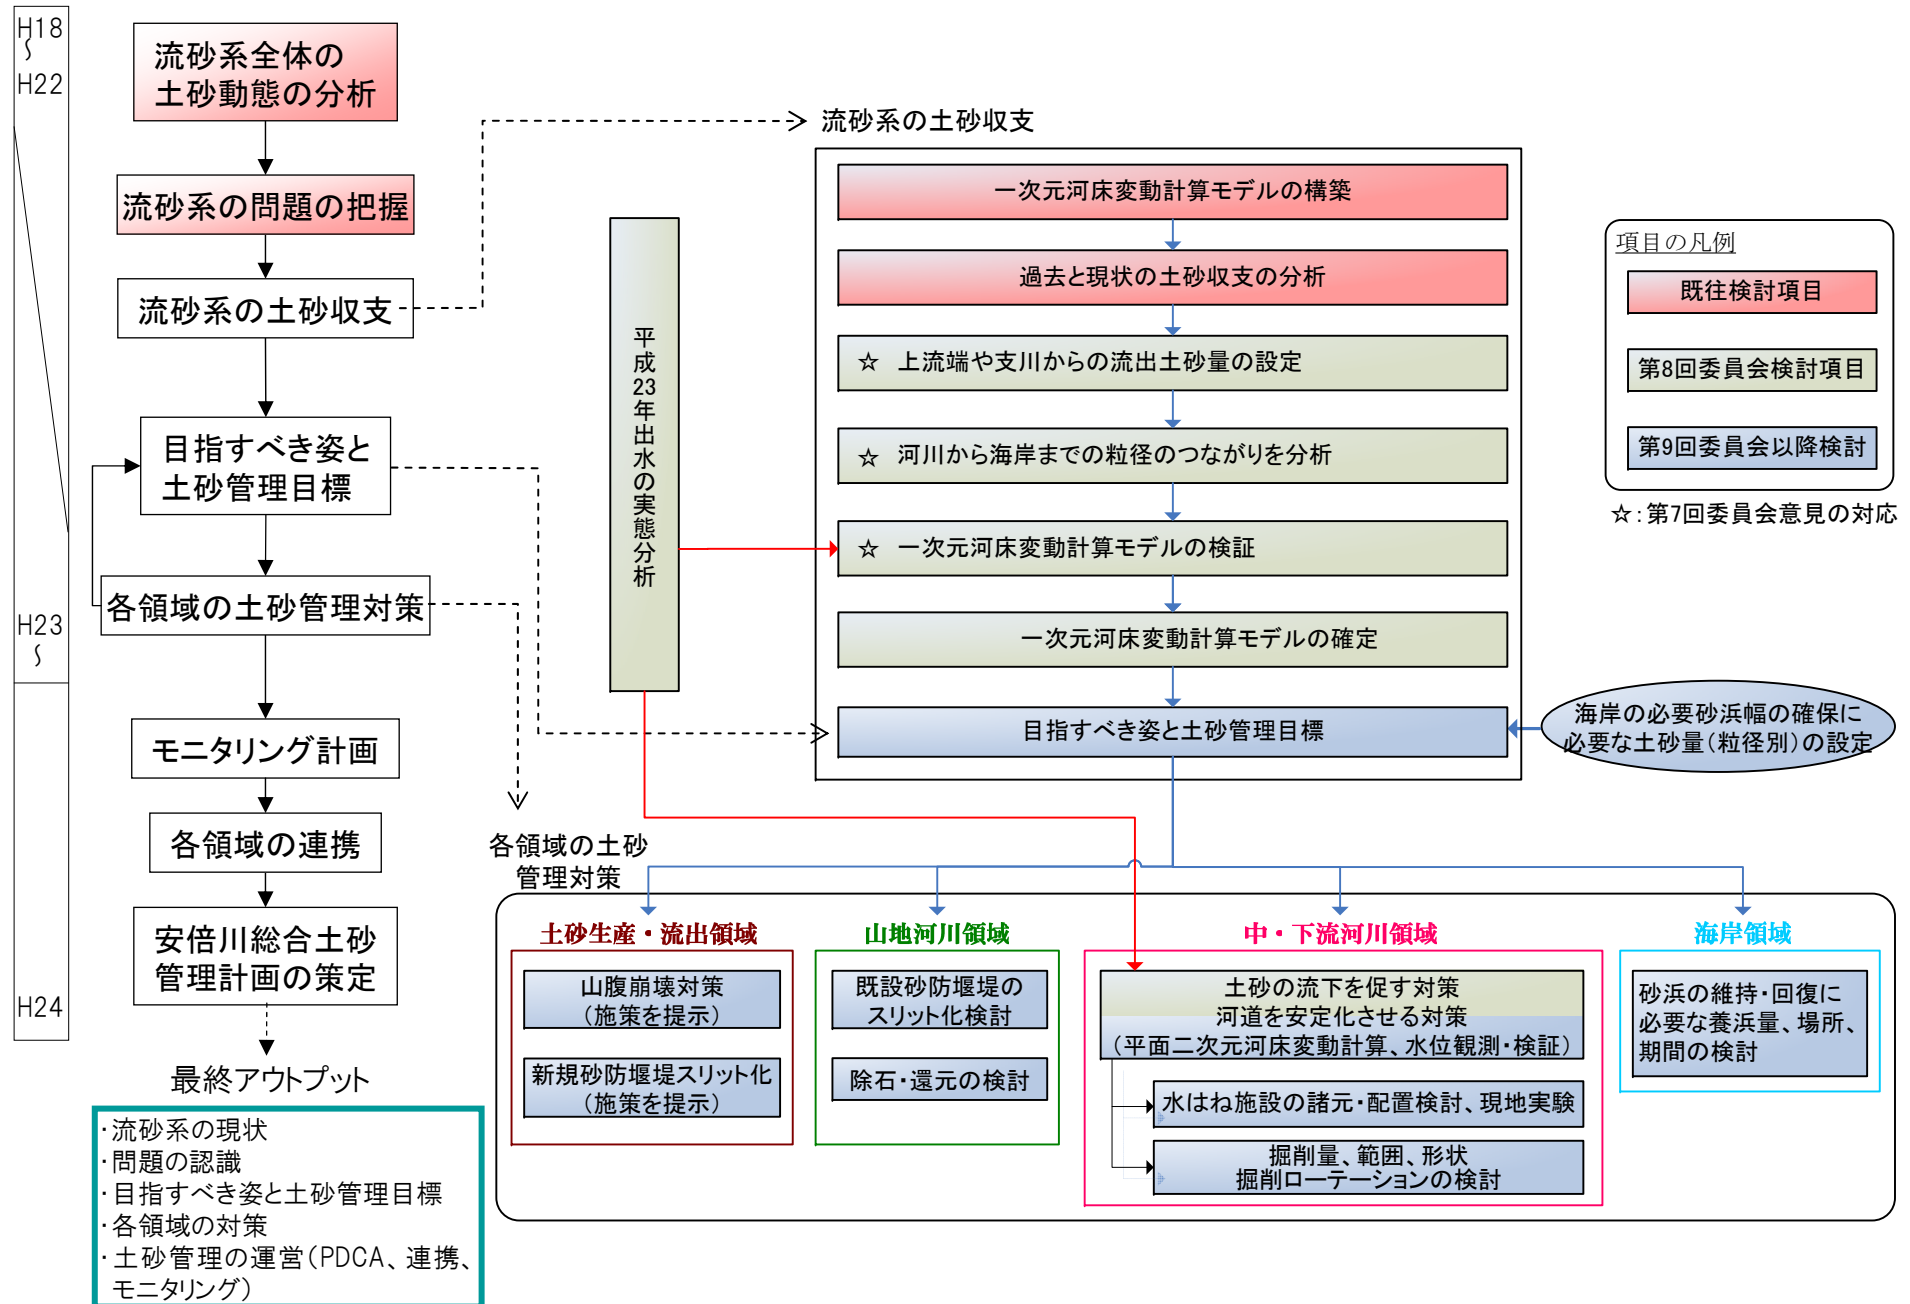 H18
〜
H22
H23
〜
H24
流砂系全体の
土砂動態の分析
流砂系の問題の把握
流砂系の土砂収支
目指すべき姿と
土砂管理目標
各領域の土砂管理対策
モニタリング計画
各領域の連携
安倍川総合土砂
管理計画の策定
最終アウトプット
・流砂系の現状
・問題の認識
・目指すべき姿と土砂管理目標
・各領域の対策
・土砂管理の運営(PDCA、連携、
モニタリング)
平成23年出水の実態分析
流砂系の土砂収支
一次元河床変動計算モデルの構築
過去と現状の土砂収支の分析
☆ 上流端や支川からの流出土砂量の設定
☆ 河川から海岸までの粒径のつながりを分析
☆ 一次元河床変動計算モデルの検証
一次元河床変動計算モデルの確定
目指すべき姿と土砂管理目標
海岸の必要砂浜幅の確保に
必要な土砂量(粒径別)の設定
項目の凡例
既往検討項目
第8回委員会検討項目
第9回委員会以降検討
☆:第7回委員会意見の対応
各領域の土砂
管理対策
土砂生産・流出領域
山腹崩壊対策
(施策を提示)
新規砂防堰堤スリット化
(施策を提示)
山地河川領域
既設砂防堰堤の
スリット化検討
除石・還元の検討
中・下流河川領域
土砂の流下を促す対策
河道を安定化させる対策
(平面二次元河床変動計算、水位観測・検証)
水はね施設の諸元・配置検討、現地実験
掘削量、範囲、形状
掘削ローテーションの検討
海岸領域
砂浜の維持・回復に
必要な養浜量、場所、
期間の検討